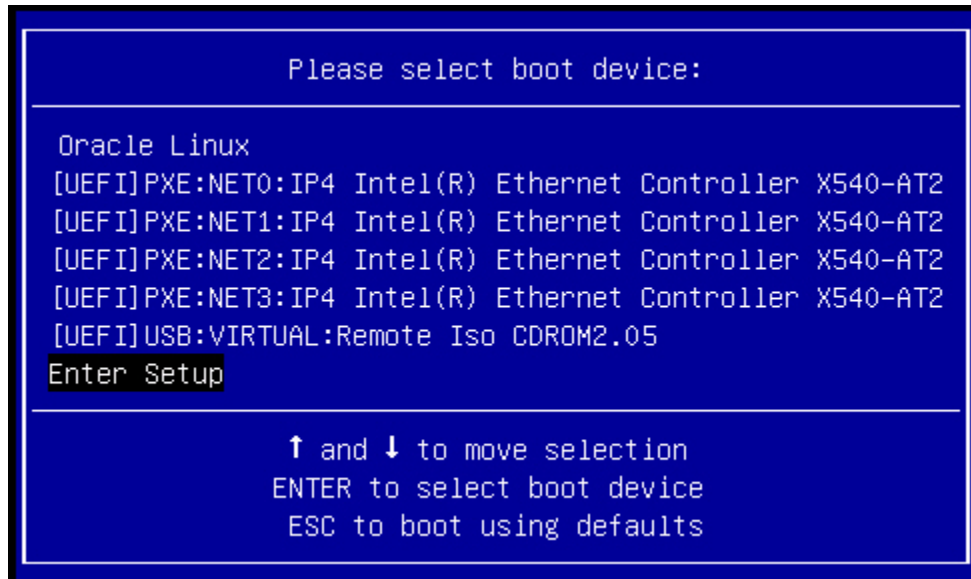 Please select boot device:
Oracle Linux
[UEFI]PXE:NET0:IP4 Intel(R) Ethernet Controller X540-AT2
[UEFI]PXE:NET1:IP4 Intel(R) Ethernet Controller X540-AT2
[UEFI]PXE:NET2:IP4 Intel(R) Ethernet Controller X540-AT2
[UEFI]PXE:NET3:IP4 Intel(R) Ethernet Controller X540-AT2
[UEFI]USB:VIRTUAL:Remote Iso CDROM2.05
Enter Setup
↑ and ↓ to move selection
ENTER to select boot device
ESC to boot using defaults